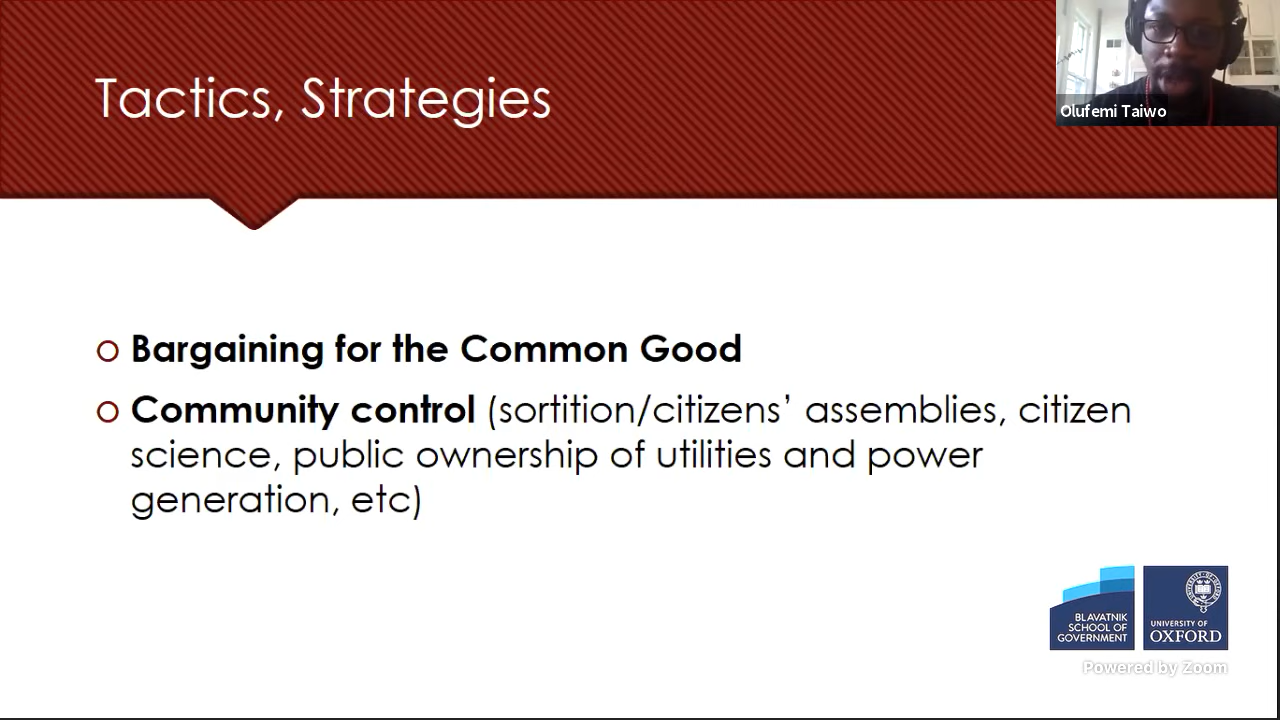 Tactics, Strategies
Olufemi Taiwo
Bargaining for the Common Good
Community control (sortition/citizens’ assemblies, citizen
science, public ownership of utilities and power
generation, etc)
BLAVATNIK
SCHOOL OF
GOVERNMENT
UNIVERSITY OF
OXFORD
Powered by Zoom